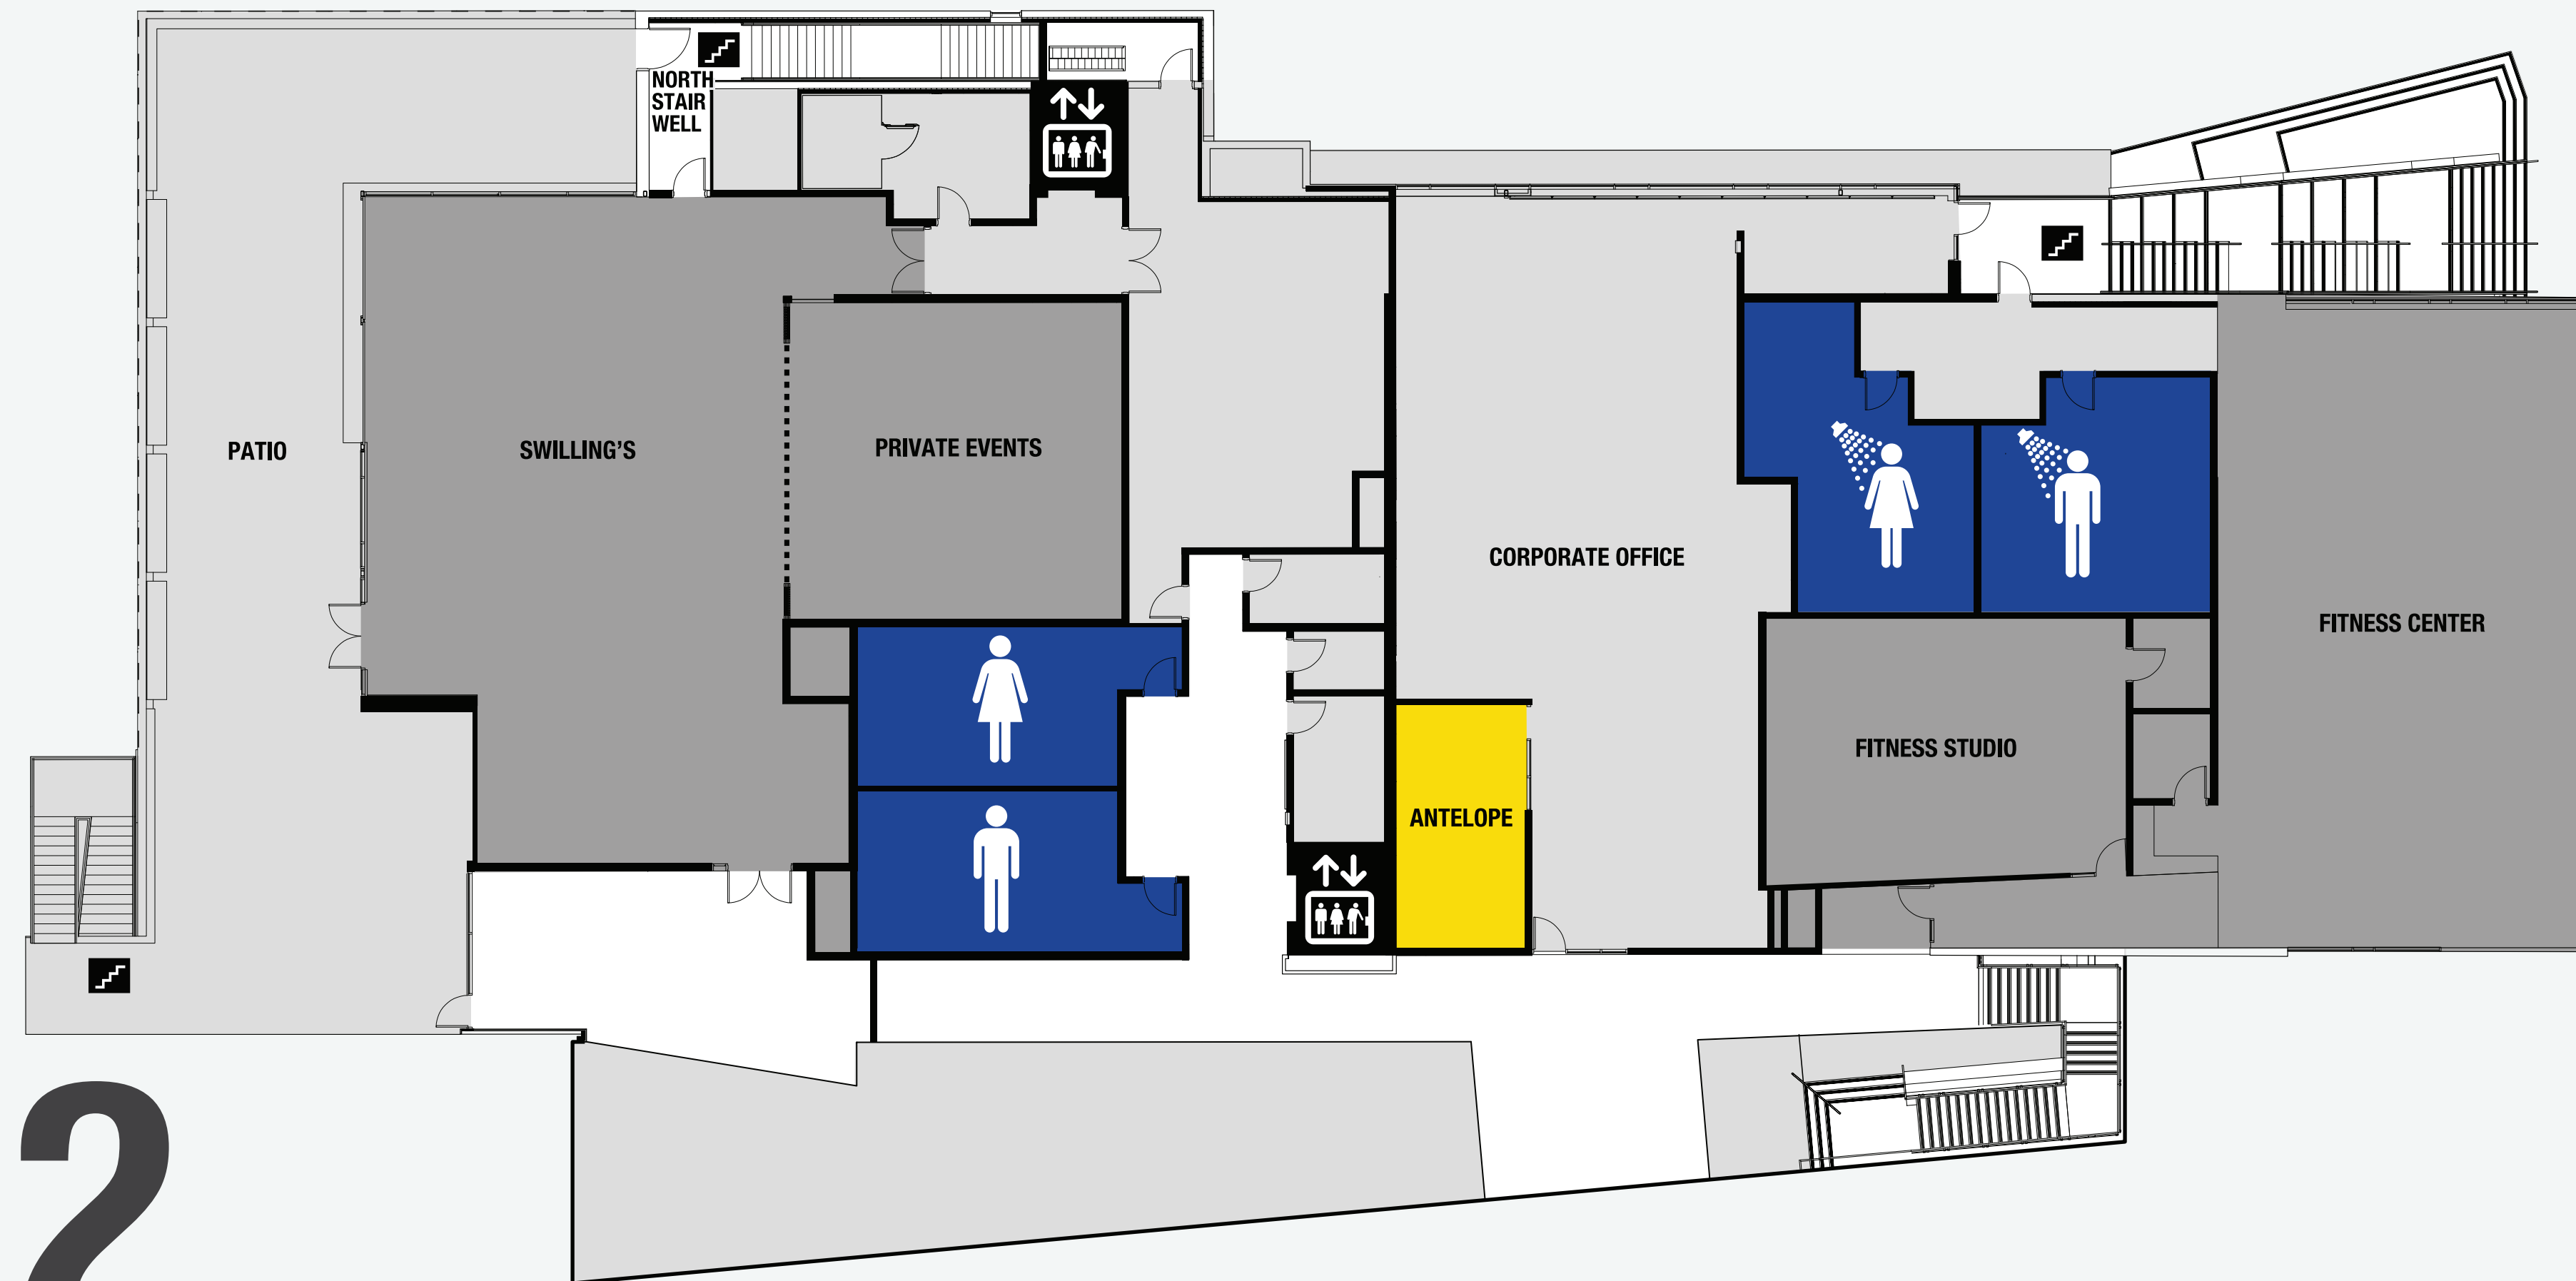 NORTH
STAIR
WELL
PATIO
SWILLING'S
PRIVATE EVENTS
CORPORATE OFFICE
FITNESS CENTER
FITNESS STUDIO
ANTELOPE
2